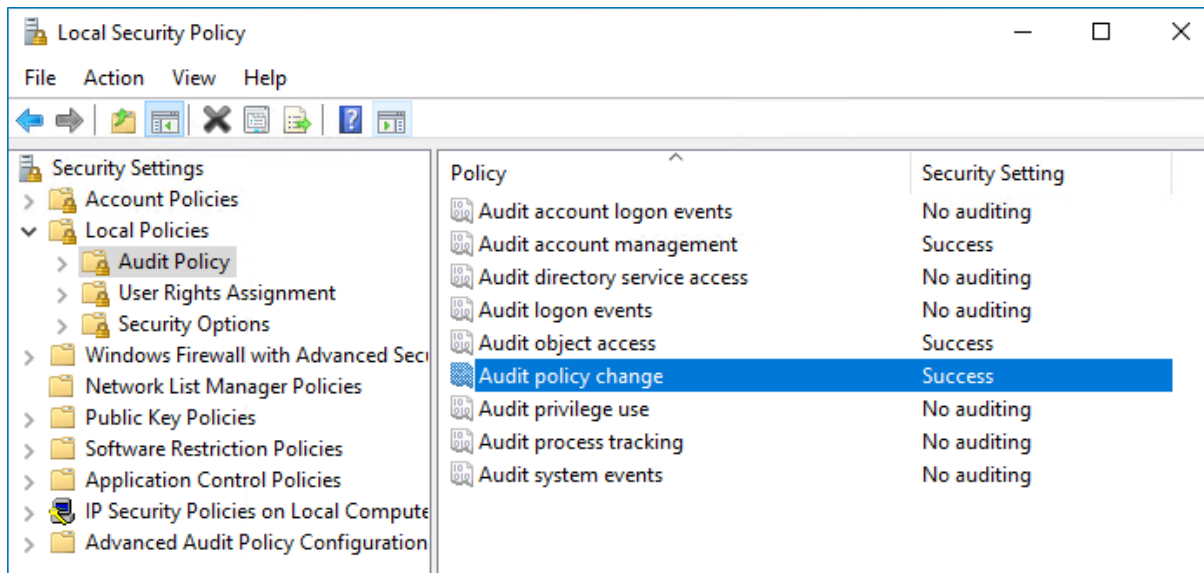 Local Security Policy
File Action View Help
Security Settings
Account Policies
Local Policies
Audit Policy
User Rights Assignment
Security Options
Windows Firewall with Advanced Secu
Network List Manager Policies
Public Key Policies
Software Restriction Policies
Application Control Policies
IP Security Policies on Local Compute
Advanced Audit Policy Configuration
Policy Security Setting
Audit account logon events No auditing
Audit account management Success
Audit directory service access No auditing
Audit logon events No auditing
Audit object access Success
Audit policy change Success
Audit privilege use No auditing
Audit process tracking No auditing
Audit system events No auditing